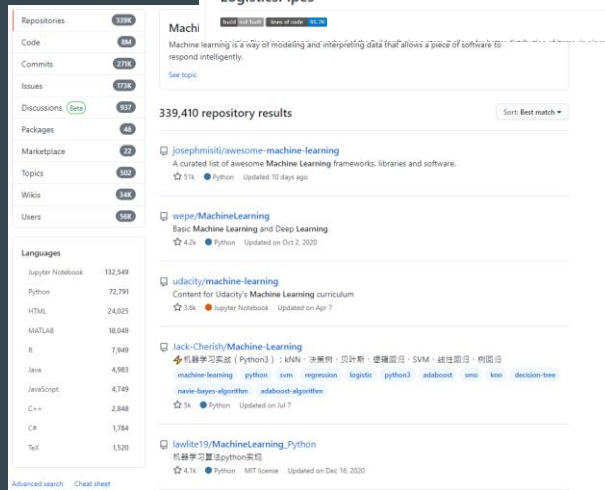 Repositories 339K
Code 8M
Commits 271K
Issues 173K
Discussions Beta 937
Packages 46
Marketplace 22
Topics 502
Wikis 34K
Users 56K
Languages
Jupyter Notebook 132,549
Python 72,791
HTML 24,025
MATLAB 18,049
R 7,949
Java 4,983
JavaScript 4,749
C++ 2,848
C# 1,784
TeX 1,520
Advanced search Cheat sheet
build not built lines of code 95.7K
Machi
Machine learning is a way of modeling and interpreting data that allows a piece of software to
respond intelligently.
See topic
339,410 repository results
Sort: Best match
josephmisiti/awesome-machine-learning
A curated list of awesome Machine Learning frameworks, libraries and software.
51k Python Updated 10 days ago
wepe/MachineLearning
Basic Machine Learning and Deep Learning
4.2k Python Updated on Oct 2, 2020
udacity/machine-learning
Content for Udacity's Machine Learning curriculum
3.6k Jupyter Notebook Updated on Apr 7
Jack-Cherish/Machine-Learning
⚡机器学习实战(Python3):kNN、决策树、贝叶斯、逻辑回归、SVM、线性回归、树回归
machine-learning python svm regression logistic python3 adaboost smo knn decision-tree
navie-bayes-algorithm adaboost-algorithm
5k Python Updated on Jul 7
lawlite19/MachineLearning_Python
机器学习算法python实现
4.1k Python MIT license Updated on Dec 16, 2020